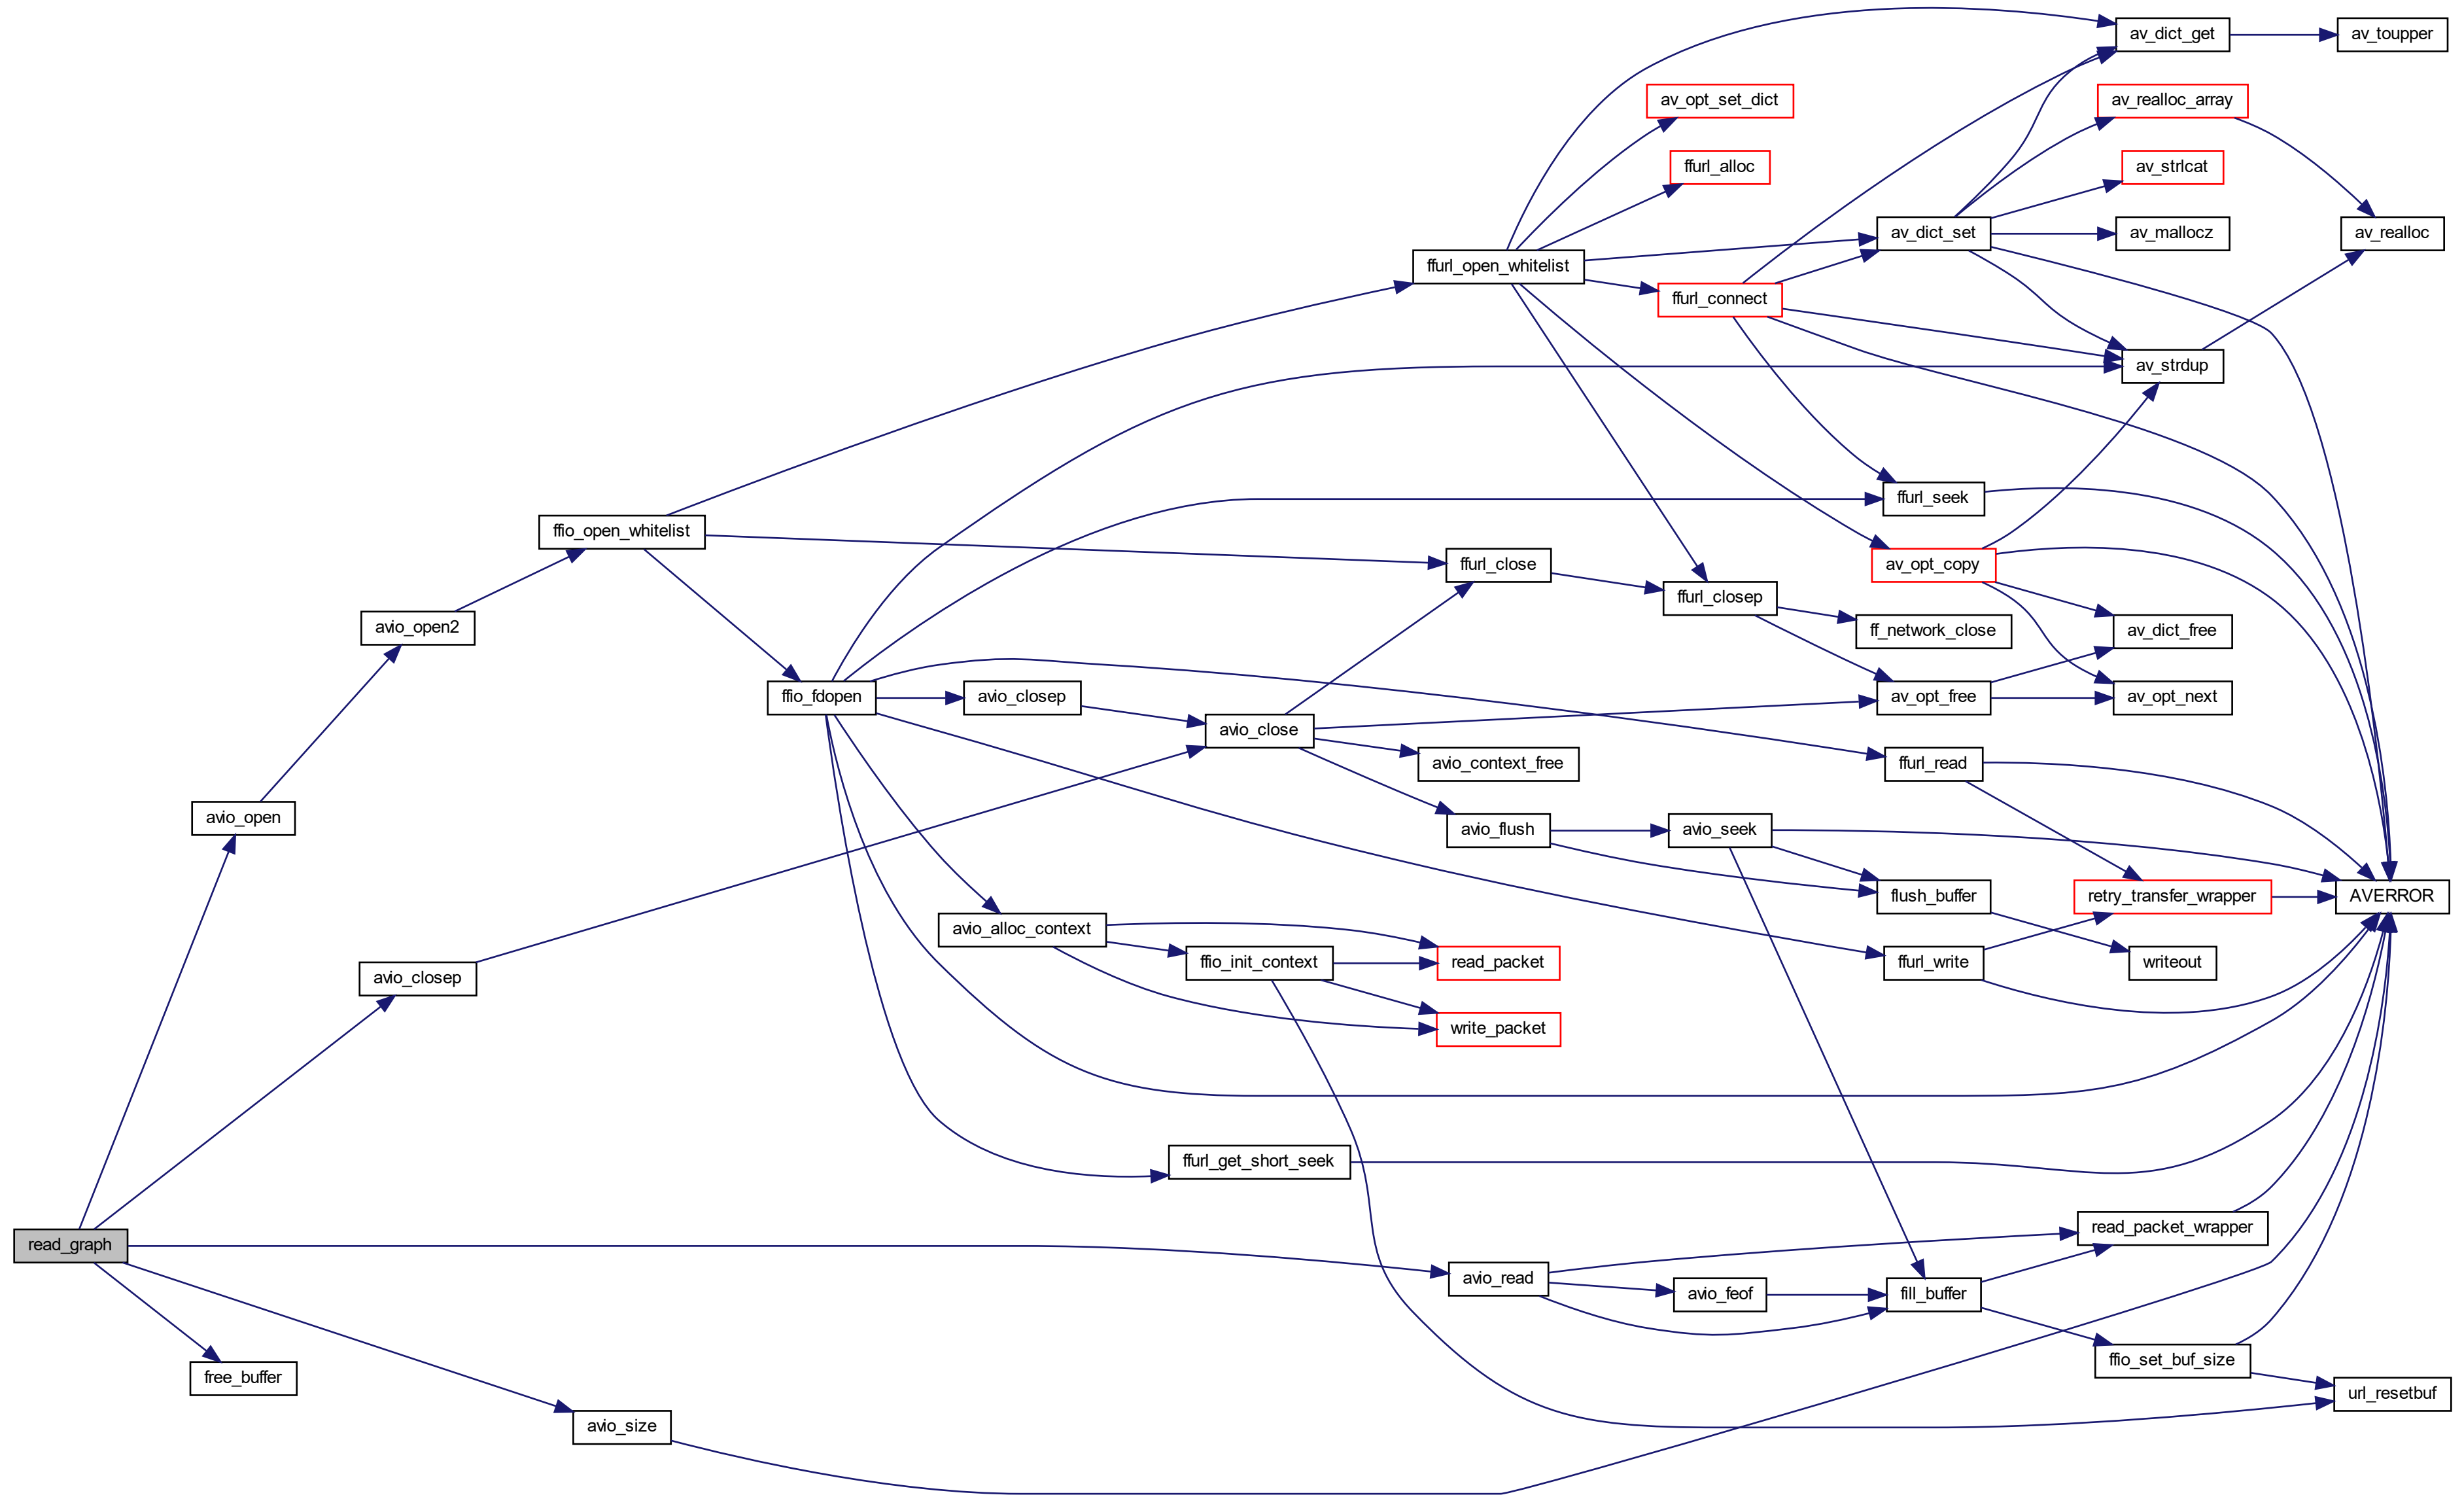 av_dict_get
av_toupper
av_opt_set_dict
av_realloc_array
ffurl_alloc
av_strlcat
av_dict_set
av_mallocz
av_realloc
ffurl_open_whitelist
ffurl_connect
av_strdup
ffurl_seek
ffio_open_whitelist
ffurl_close
av_opt_copy
ffurl_closep
avio_open2
ff_network_close
av_dict_free
ffio_fdopen
avio_closep
av_opt_free
av_opt_next
avio_close
avio_context_free
ffurl_read
avio_open
avio_flush
avio_seek
flush_buffer
retry_transfer_wrapper
AVERROR
avio_alloc_context
ffio_init_context
read_packet
ffurl_write
writeout
avio_closep
write_packet
ffurl_get_short_seek
read_graph
read_packet_wrapper
avio_read
avio_feof
fill_buffer
ffio_set_buf_size
free_buffer
url_resetbuf
avio_size